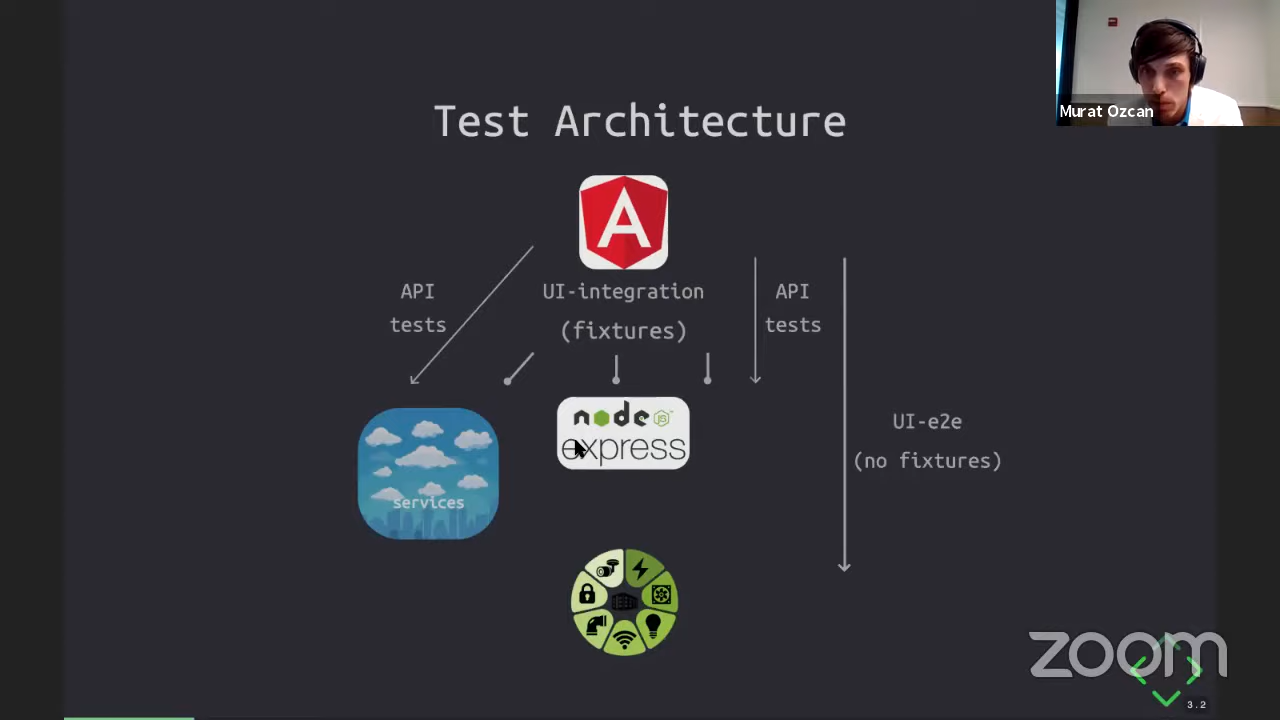 Murat Ozcan
Test Architecture
A
API
tests
UI-integration
(fixtures)
API
tests
node
JS
express
services
UI-e2e
(no fixtures)
zoom
3.2